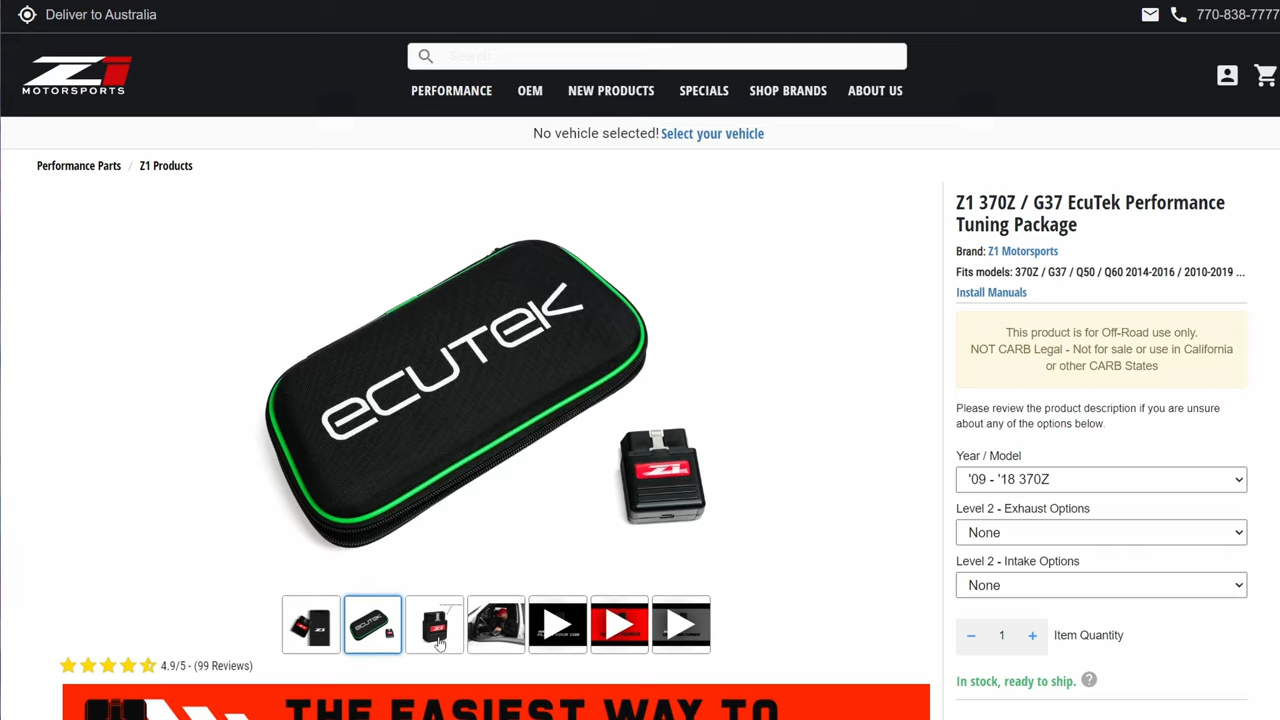 Deliver to Australia
770-838-7777
Z1
MOTORSPORTS
Search
PERFORMANCE OEM NEW PRODUCTS SPECIALS SHOP BRANDS ABOUT US
No vehicle selected! Select your vehicle
Performance Parts / Z1 Products
ECUTEK
Z1
Z1 370Z / G37 EcuTek Performance
Tuning Package
Brand: Z1 Motorsports
Fits models: 370Z / G37 / Q50 / Q60 2014-2016 / 2010-2019 ...
Install Manuals
This product is for Off-Road use only.
NOT CARB Legal - Not for sale or use in California
or other CARB States
Please review the product description if you are unsure
about any of the options below.
Year / Model
'09 - '18 370Z
Level 2 - Exhaust Options
None
Level 2 - Intake Options
None
− 1 + Item Quantity
In stock, ready to ship. ?
4.9/5 - (99 Reviews)
THE EASIEST WAY TO